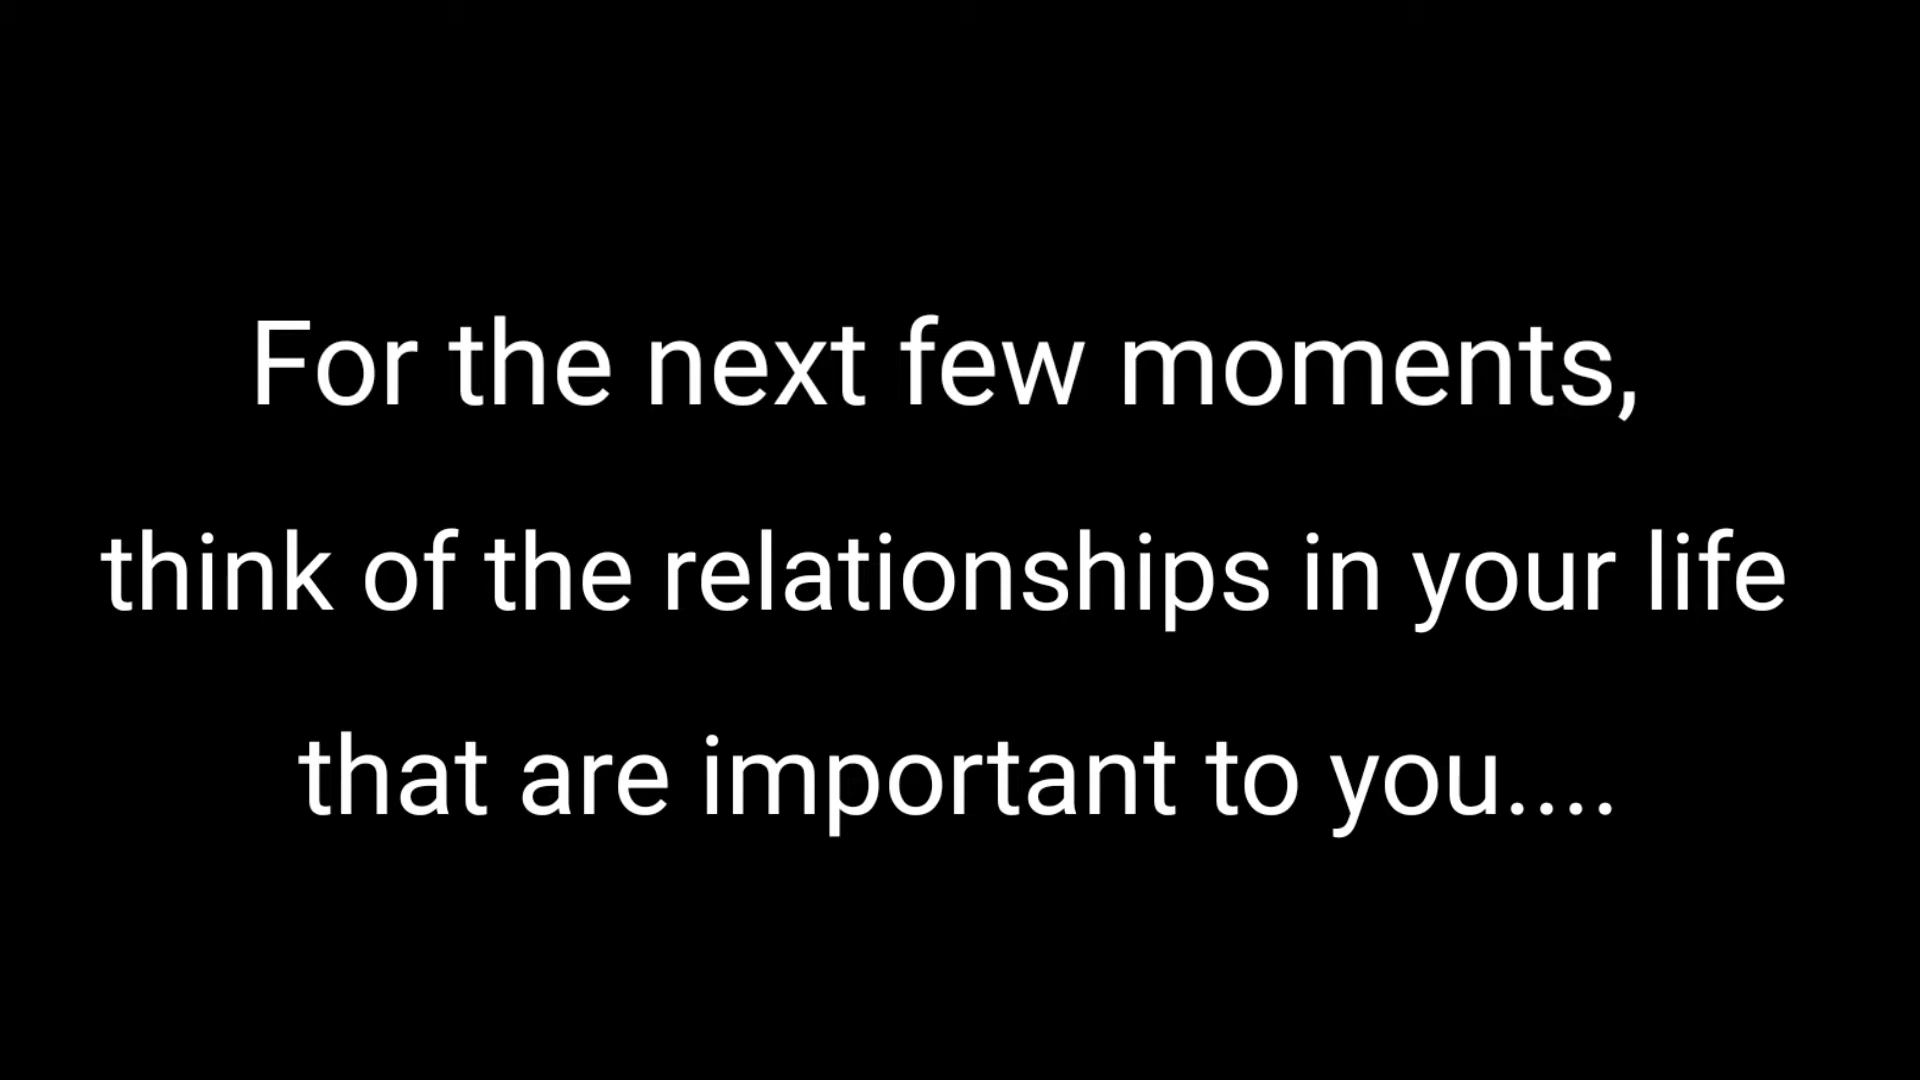 For the next few moments,
think of the relationships in your life
that are important to you....